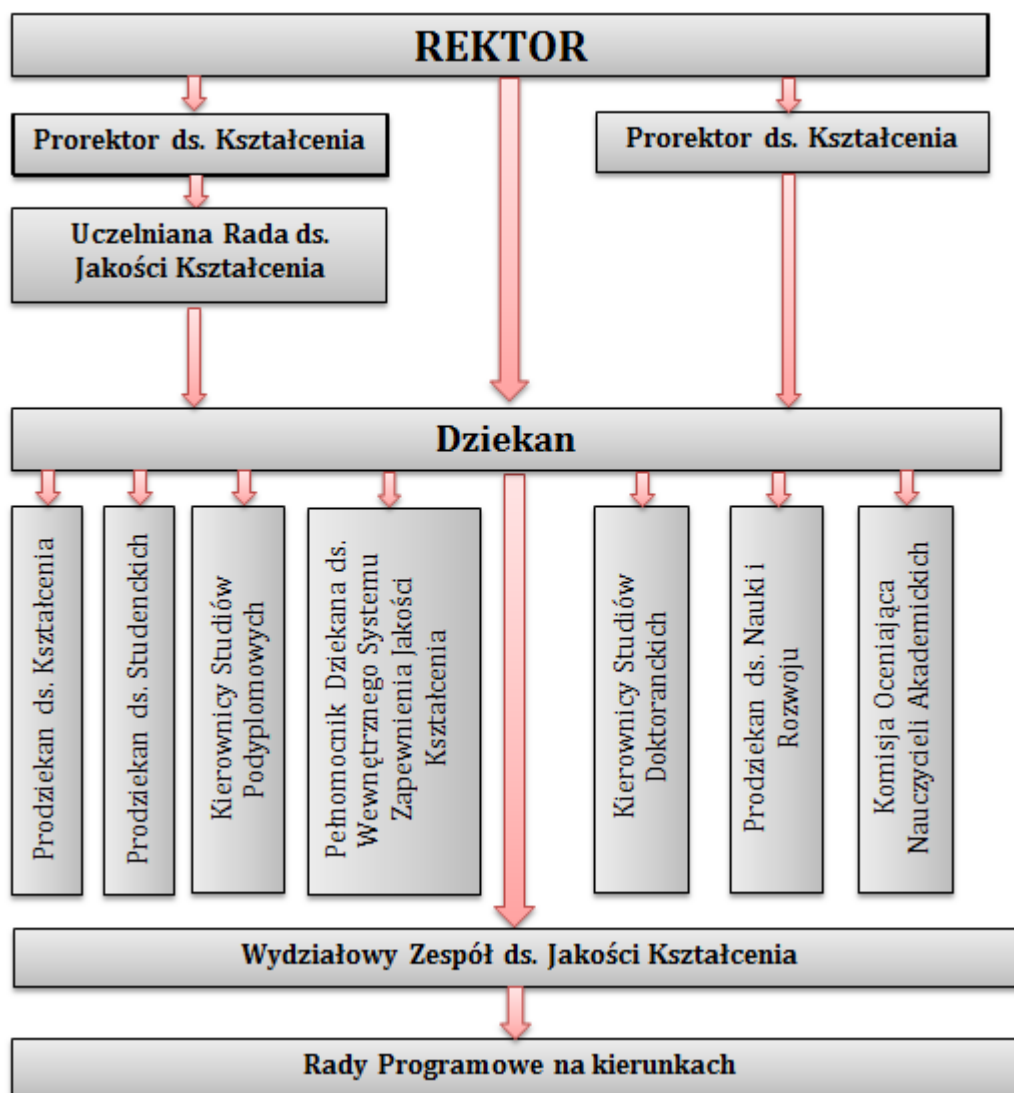 REKTOR
Prorektor ds. Kształcenia
Prorektor ds. Kształcenia
Uczelniana Rada ds.
Jakości Kształcenia
Dziekan
Prodziekan ds. Kształcenia
Prodziekan ds. Studenckich
Kierownicy Studiów
Podyplomowych
Pełnomocnik Dziekana ds.
Wewnętrznego Systemu
Zapewnienia Jakości
Kształcenia
Kierownicy Studiów
Doktoranckich
Prodziekan ds. Nauki i
Rozwoju
Komisja Oceniająca
Nauczycieli Akademickich
Wydziałowy Zespół ds. Jakości Kształcenia
Rady Programowe na kierunkach